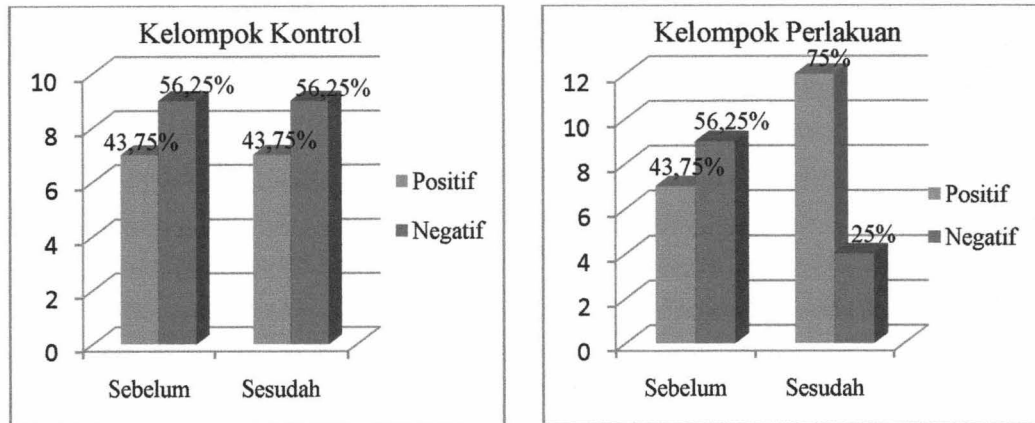 Kelompok Kontrol
10
8
6
4
2
0
43,75%
56,25%
43,75%
56,25%
Sebelum
Sesudah
Positif
Negatif
Kelompok Perlakuan
12
10
8
6
4
2
0
43,75%
56,25%
75%
25%
Sebelum
Sesudah
Positif
Negatif